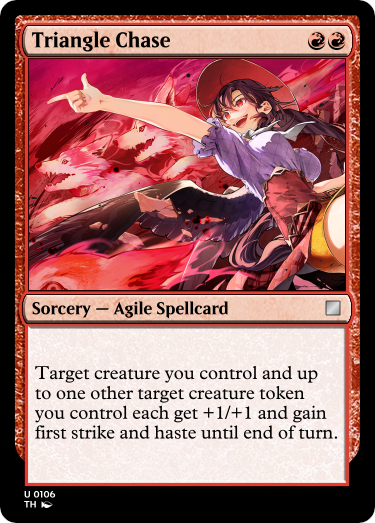 Triangle Chase
Sorcery — Agile Spellcard
Target creature you control and up
to one other target creature token
you control each get +1/+1 and gain
first strike and haste until end of turn.
U 0106
TH